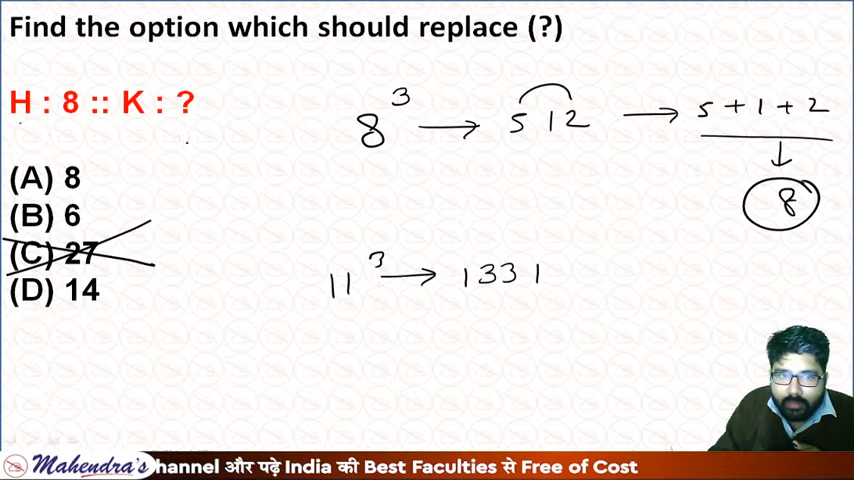 Find the option which should replace (?)
H : 8 :: K : ?
8³ → 512 → 5 + 1 + 2
↓
8
(A) 8
(B) 6
(C) 27
(D) 14
11³ → 1331
Mahendra's hannel और पढ़े India की Best Faculties से Free of Cost